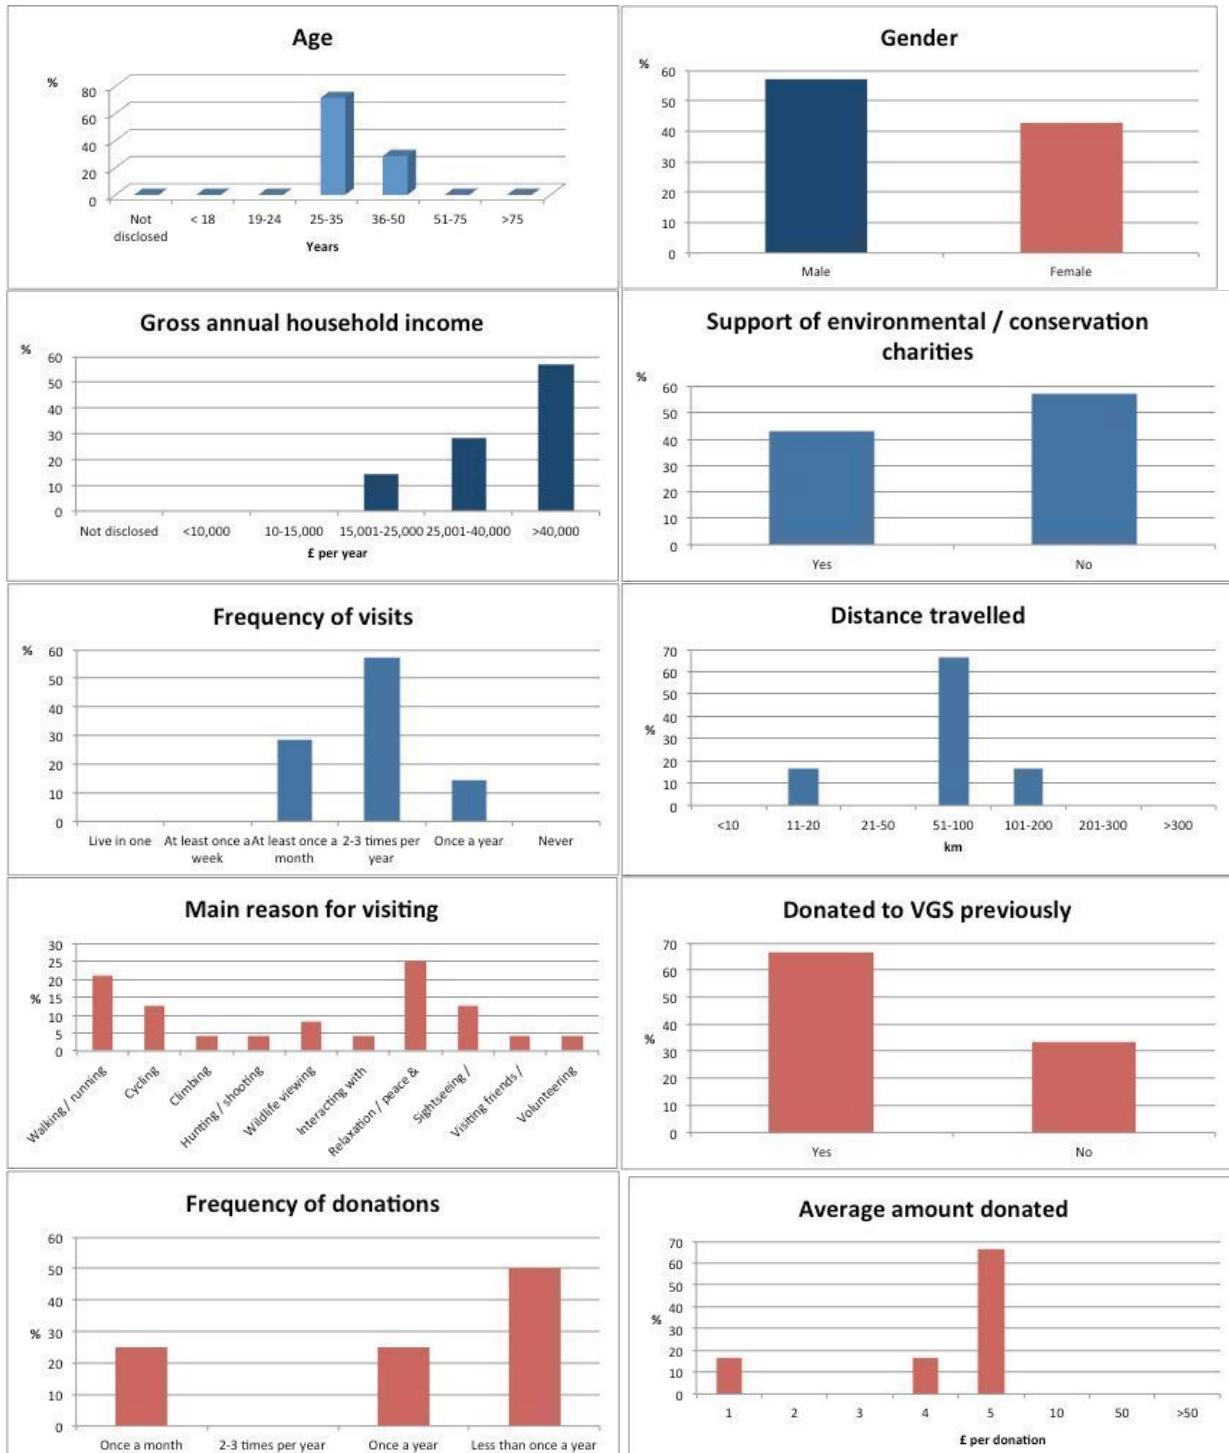 Age
%
80
60
40
20
0
Not disclosed
< 18
19-24
25-35
36-50
51-75
>75
Years
Gender
%
60
50
40
30
20
10
0
Male
Female
Gross annual household income
%
60
50
40
30
20
10
0
Not disclosed
<10,000
10-15,000
15,001-25,000
25,001-40,000
>40,000
£ per year
Support of environmental / conservation
charities
%
60
50
40
30
20
10
0
Yes
No
Frequency of visits
%
60
50
40
30
20
10
0
Live in one
At least once a
week
At least once a
month
2-3 times per
year
Once a year
Never
Distance travelled
%
70
60
50
40
30
20
10
0
<10
11-20
21-50
51-100
101-200
201-300
>300
km
Main reason for visiting
%
30
25
20
15
10
5
0
Walking / running
Cycling
Climbing
Hunting / shooting
Wildlife viewing
Interacting with
Relaxation / peace &
Sightseeing /
Visiting friends /
Volunteering
Donated to VGS previously
%
70
60
50
40
30
20
10
0
Yes
No
Frequency of donations
%
60
50
40
30
20
10
0
Once a month
2-3 times per year
Once a year
Less than once a year
Average amount donated
%
70
60
50
40
30
20
10
0
1
2
3
4
5
10
50
>50
£ per donation